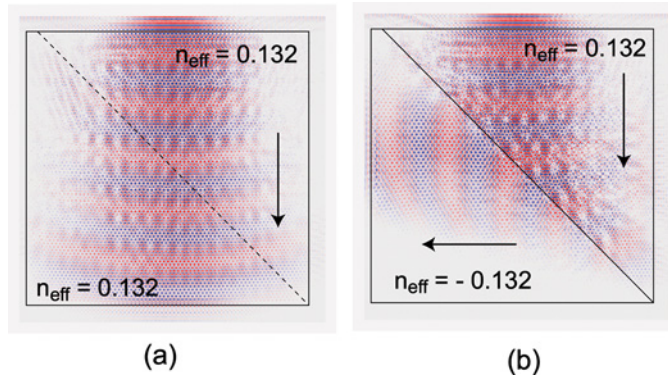 n_eff = 0.132
n_eff = 0.132
(a)
n_eff = 0.132
n_eff = - 0.132
(b)